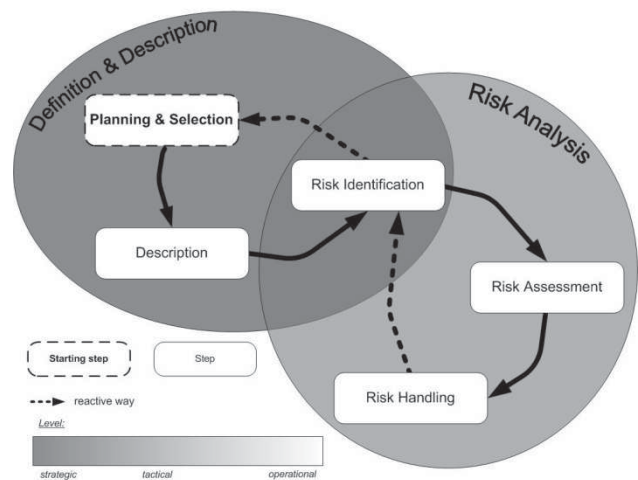 Definition & Description
Risk Analysis
Planning & Selection
Risk Identification
Description
Risk Assessment
Risk Handling
Starting step
Step
reactive way
Level:
strategic tactical operational